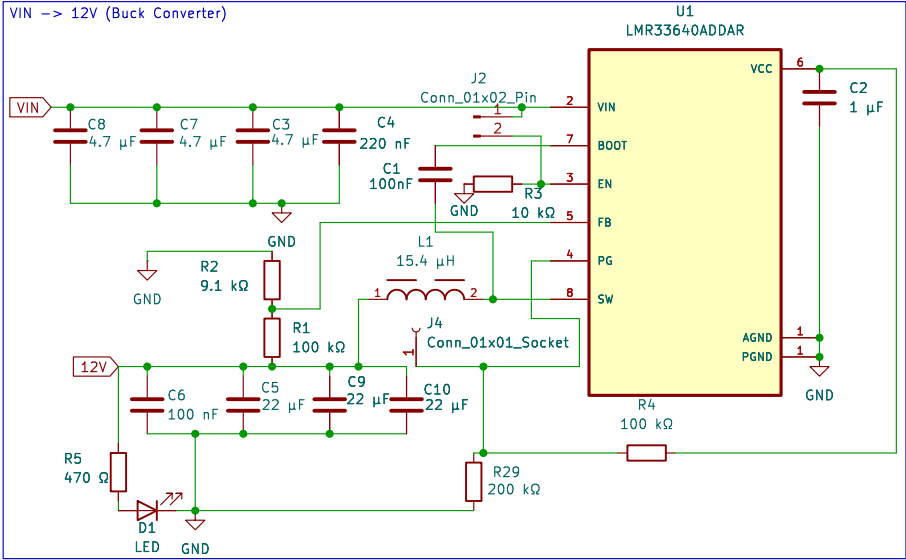 VIN -> 12V (Buck Converter)
U1
LMR33640ADDAR
VCC
6
C2
1 µF
J2
Conn_01x02_Pin
1
2
VIN
2
VIN
C8
4.7 µF
C7
4.7 µF
C3
4.7 µF
C4
220 nF
7
BOOT
C1
100nF
3
EN
R3
10 kΩ
GND
5
FB
GND
L1
15.4 µH
4
PG
R2
9.1 kΩ
GND
1
2
8
SW
R1
100 kΩ
J4
Conn_01x01_Socket
1
AGND
1
PGND
1
GND
12V
C6
100 nF
C5
22 µF
C9
22 µF
C10
22 µF
R4
100 kΩ
R5
470 Ω
R29
200 kΩ
D1
LED
GND